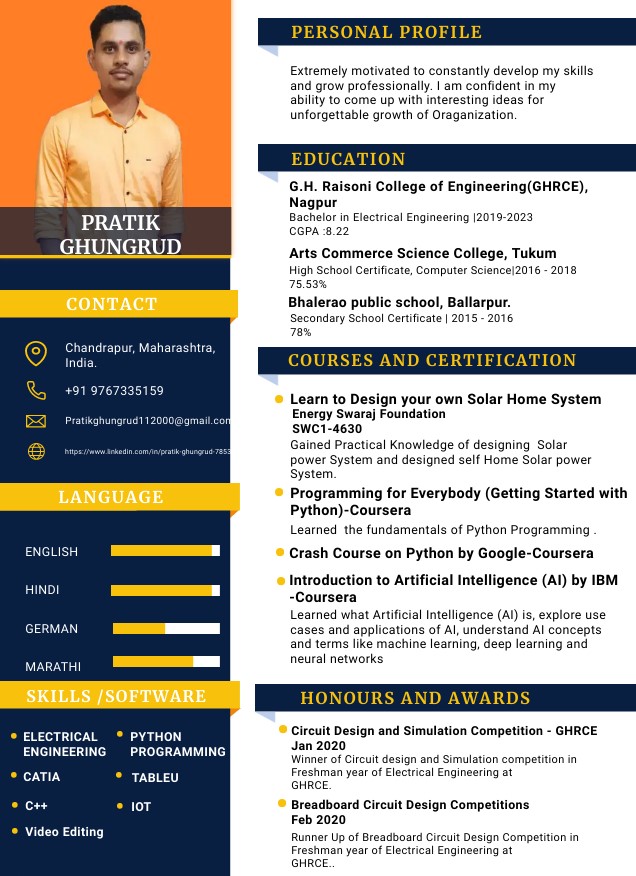 PRATIK
GHUNGRUD
CONTACT
Chandrapur, Maharashtra,
India.
+91 9767335159
Pratikghungrud112000@gmail.com
https://www.linkedin.com/in/pratik-ghungrud-7853
LANGUAGE
ENGLISH
HINDI
GERMAN
MARATHI
SKILLS /SOFTWARE
ELECTRICAL
ENGINEERING
PYTHON
PROGRAMMING
CATIA
TABLEU
C++
IOT
Video Editing
PERSONAL PROFILE
Extremely motivated to constantly develop my skills
and grow professionally. I am confident in my
ability to come up with interesting ideas for
unforgettable growth of Oraganization.
EDUCATION
G.H. Raisoni College of Engineering(GHRCE),
Nagpur
Bachelor in Electrical Engineering |2019-2023
CGPA :8.22
Arts Commerce Science College, Tukum
High School Certificate, Computer Science|2016 - 2018
75.53%
Bhalerao public school, Ballarpur.
Secondary School Certificate | 2015 - 2016
78%
COURSES AND CERTIFICATION
Learn to Design your own Solar Home System
Energy Swaraj Foundation
SWC1-4630
Gained Practical Knowledge of designing Solar
power System and designed self Home Solar power
System.
Programming for Everybody (Getting Started with
Python)-Coursera
Learned the fundamentals of Python Programming .
Crash Course on Python by Google-Coursera
Introduction to Artificial Intelligence (AI) by IBM
-Coursera
Learned what Artificial Intelligence (AI) is, explore use
cases and applications of AI, understand AI concepts
and terms like machine learning, deep learning and
neural networks
HONOURS AND AWARDS
Circuit Design and Simulation Competition - GHRCE
Jan 2020
Winner of Circuit design and Simulation competition in
Freshman year of Electrical Engineering at
GHRCE.
Breadboard Circuit Design Competitions
Feb 2020
Runner Up of Breadboard Circuit Design Competition in
Freshman year of Electrical Engineering at
GHRCE..